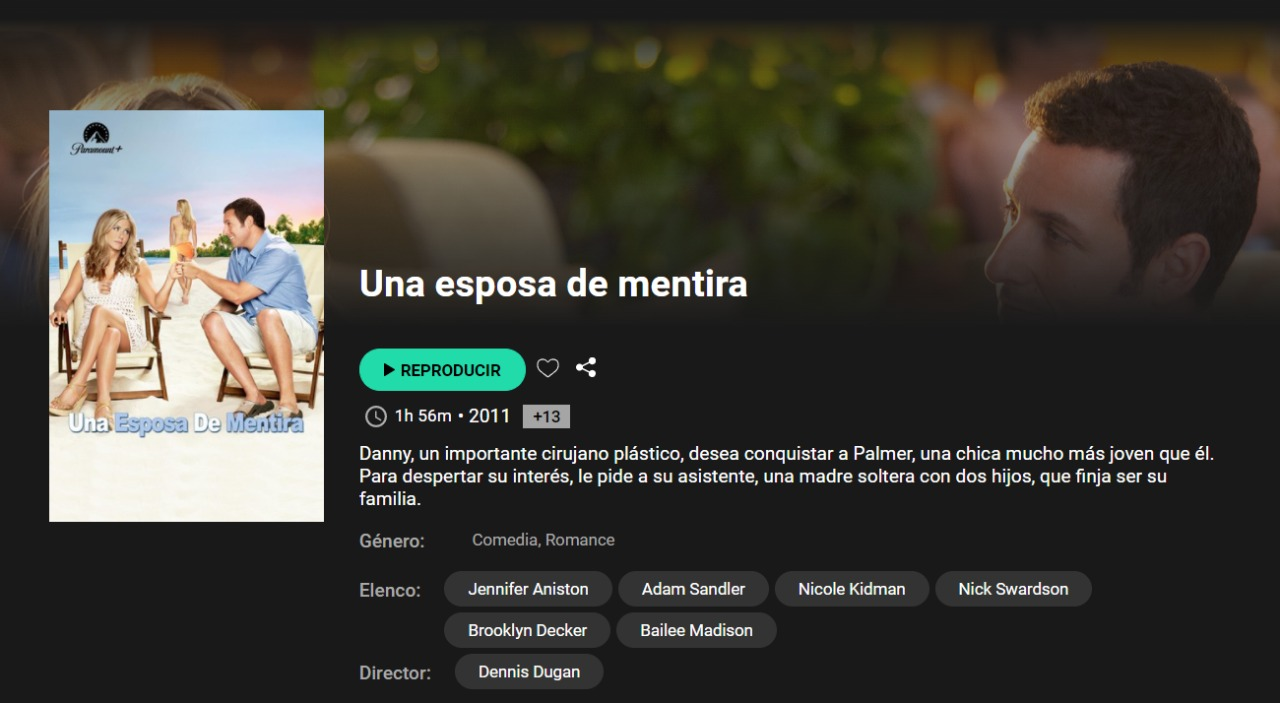 Paramount+
Una Esposa De Mentira
Una esposa de mentira
REPRODUCIR
1h 56m • 2011 +13
Danny, un importante cirujano plástico, desea conquistar a Palmer, una chica mucho más joven que él.
Para despertar su interés, le pide a su asistente, una madre soltera con dos hijos, que finja ser su
familia.
Género: Comedia, Romance
Elenco: Jennifer Aniston Adam Sandler Nicole Kidman Nick Swardson
Brooklyn Decker Bailee Madison
Director: Dennis Dugan